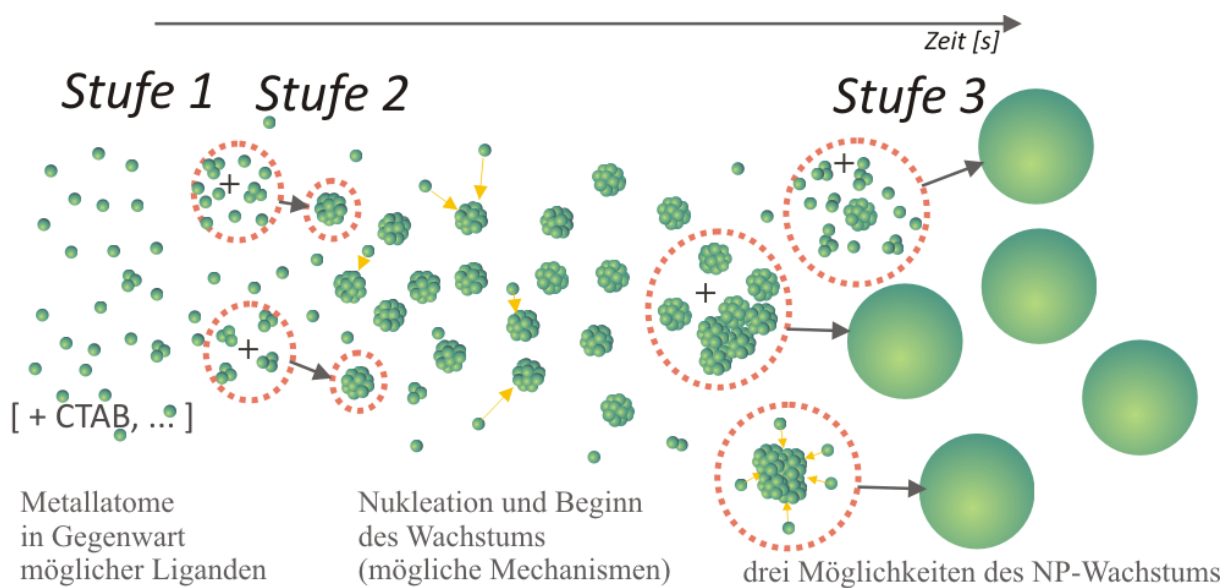 Zeit [s]
Stufe 1
Stufe 2
Stufe 3
+
+
+
+
[ + CTAB, ... ]
Metallatome
in Gegenwart
möglicher Liganden
Nukleation und Beginn
des Wachstums
(mögliche Mechanismen)
drei Möglichkeiten des NP-Wachstums